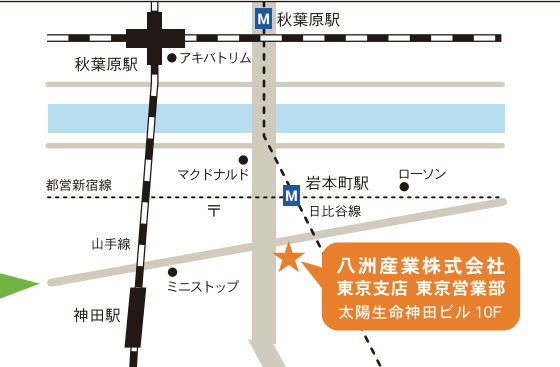 M 秋葉原駅
秋葉原駅
アキバトリム
マクドナルド
ローソン
都営新宿線
M 岩本町駅
〒
日比谷線
山手線
ミニストップ
神田駅
八洲産業株式会社
東京支店 東京営業部
太陽生命神田ビル 10F